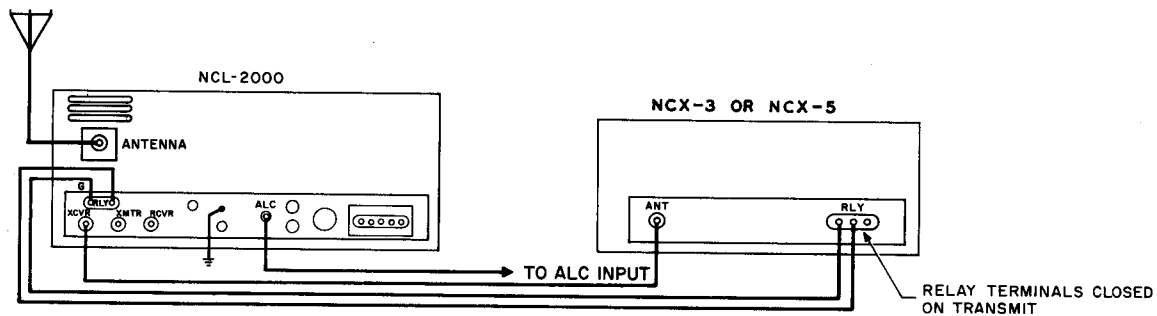 NCL-2000
ANTENNA
G
RLY
XCVR
XMTR
RCVR
ALC
NCX-3 OR NCX-5
ANT
RLY
TO ALC INPUT
RELAY TERMINALS CLOSED
ON TRANSMIT